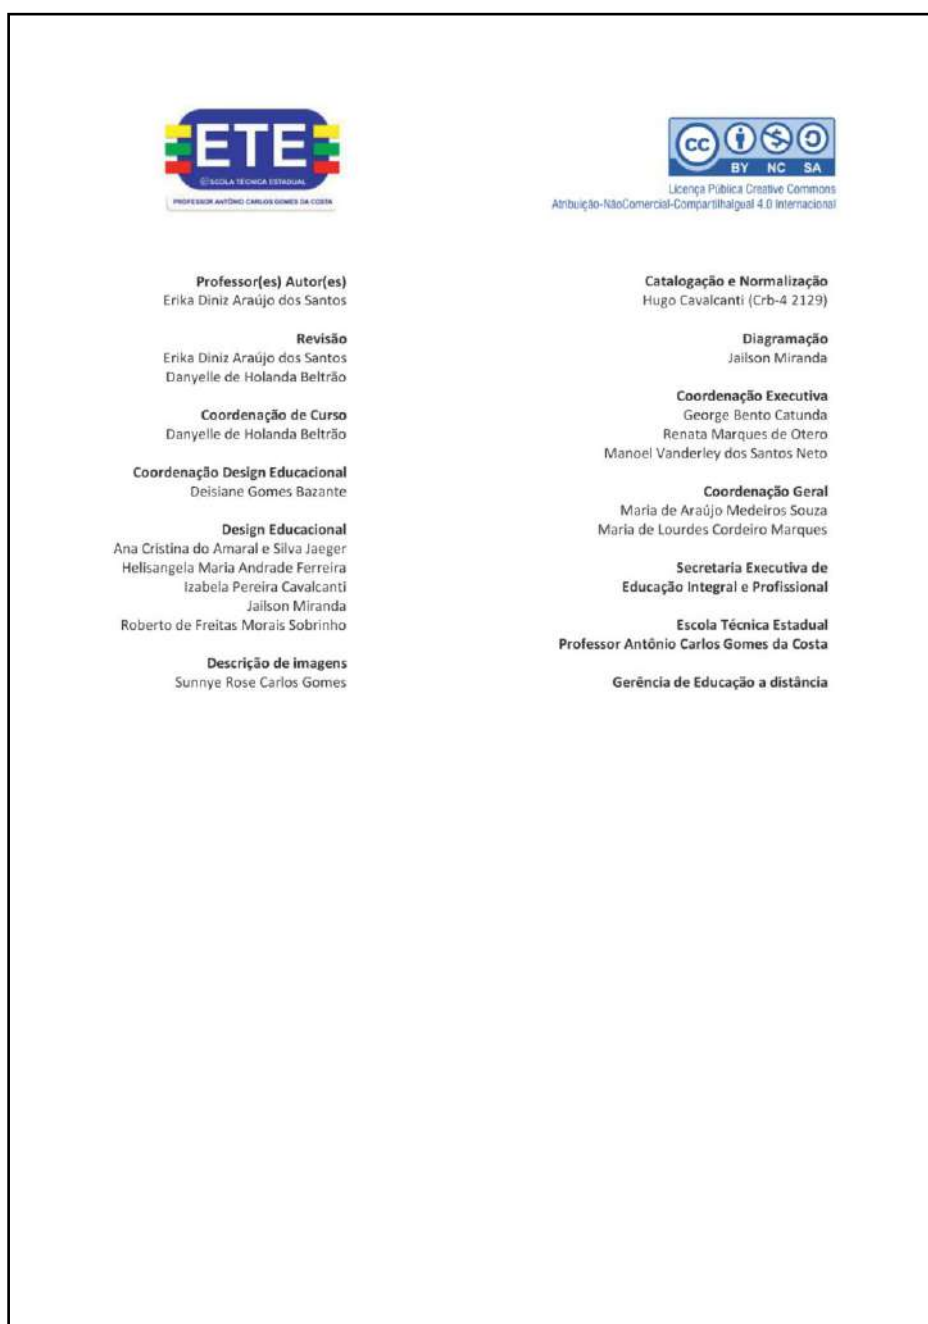 ETE
ESCOLA TÉCNICA ESTADUAL
PROFESSOR ANTÔNIO CARLOS GOMES DA COSTA
Professor(es) Autor(es)
Erika Diniz Araújo dos Santos
Revisão
Erika Diniz Araújo dos Santos
Danyelle de Holanda Beltrão
Coordenação de Curso
Danyelle de Holanda Beltrão
Coordenação Design Educacional
Deisiane Gomes Bazante
Design Educacional
Ana Cristina do Amaral e Silva Jaeger
Helisangela Maria Andrade Ferreira
Izabela Pereira Cavalcanti
Jailson Miranda
Roberto de Freitas Morais Sobrinho
Descrição de imagens
Sunnye Rose Carlos Gomes
cc
BY NC SA
Licença Pública Creative Commons
Atribuição-NãoComercial-CompartilhaIgual 4.0 Internacional
Catalogação e Normalização
Hugo Cavalcanti (Crb-4 2129)
Diagramação
Jailson Miranda
Coordenação Executiva
George Bento Catunda
Renata Marques de Otero
Manoel Vanderley dos Santos Neto
Coordenação Geral
Maria de Araújo Medeiros Souza
Maria de Lourdes Cordeiro Marques
Secretaria Executiva de
Educação Integral e Profissional
Escola Técnica Estadual
Professor Antônio Carlos Gomes da Costa
Gerência de Educação a distância